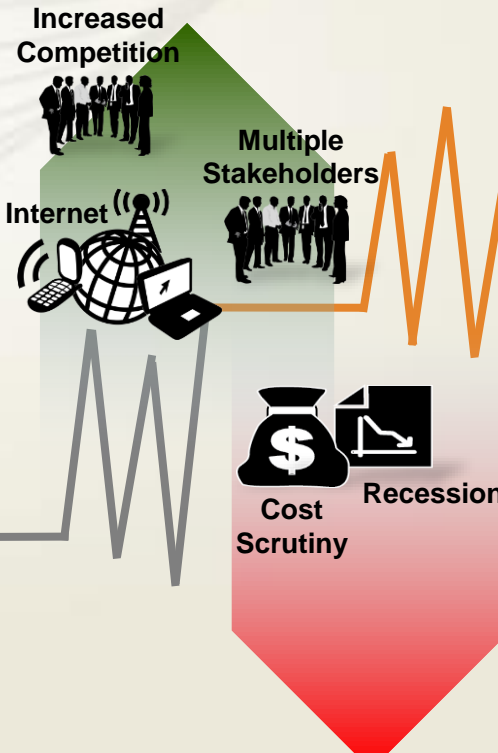 Increased
Competition
Multiple
Stakeholders
Internet
$
Recession
Cost
Scrutiny